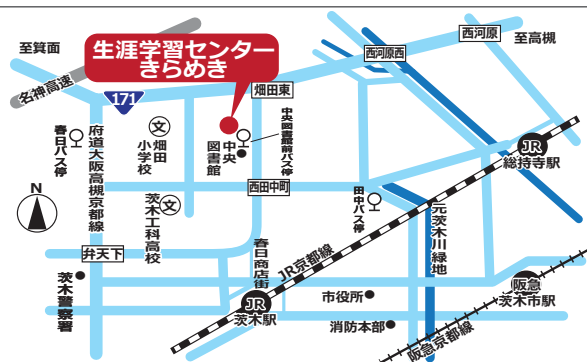 至箕面
名神高速
生涯学習センター
きらめき
西河原
西河原西
至高槻
171
畑田東
春日バス停
府道大阪高槻京都線
文
畑田
小学校
中央
図書館
中央図書館前バス停
JR
総持寺駅
N
文
茨木工科高校
西田中町
田中バス停
元茨木川緑地
弁天下
春日商店街
JR京都線
茨木警察署
JR
茨木駅
市役所
消防本部
阪急
茨木市駅
阪急京都線